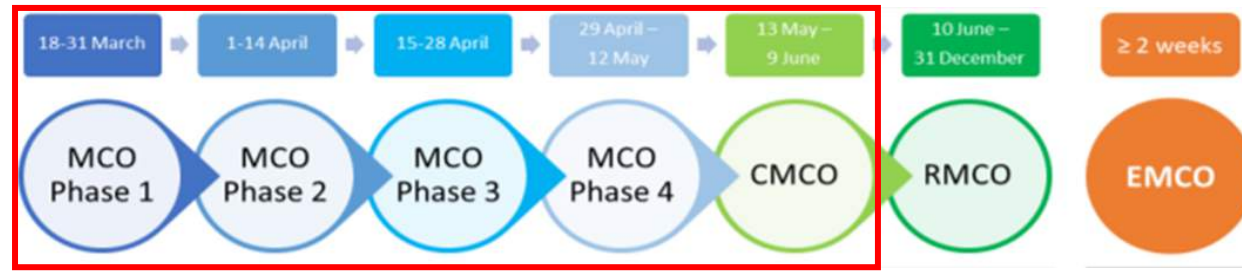 18-31 March
1-14 April
15-28 April
29 April –
12 May
13 May –
9 June
10 June –
31 December
≥ 2 weeks
MCO
Phase 1
MCO
Phase 2
MCO
Phase 3
MCO
Phase 4
CMCO
RMCO
EMCO